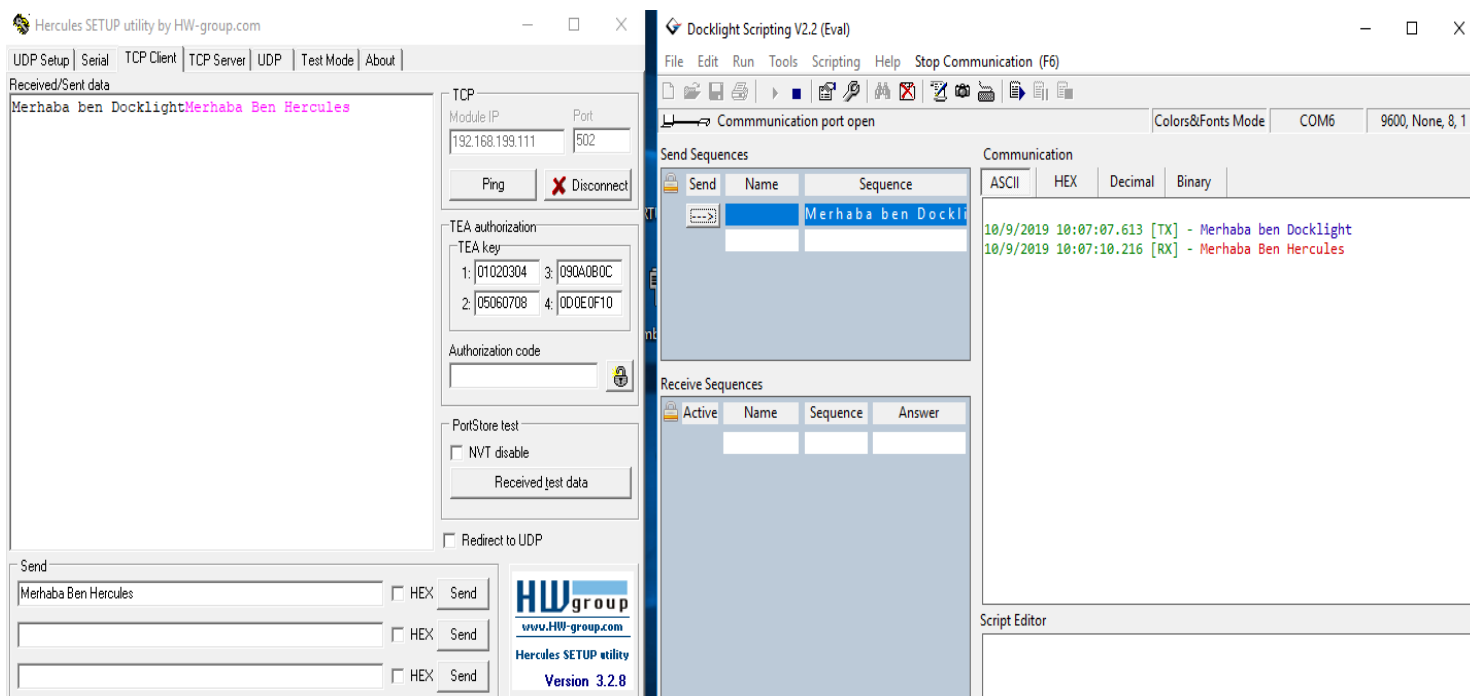 Hercules SETUP utility by HW-group.com
UDP Setup Serial TCP Client TCP Server UDP Test Mode About
Received/Sent data
Merhaba ben DocklightMerhaba Ben Hercules
TCP
Module IP Port
192.168.199.111 502
Ping Disconnect
TEA authorization
TEA key
1: 01020304 3: 090A0B0C
2: 05060708 4: 0D0E0F10
Authorization code
PortStore test
NVT disable
Received test data
Redirect to UDP
Send
Merhaba Ben Hercules HEX Send
HEX Send
HEX Send
HW group
www.HW-group.com
Hercules SETUP utility
Version 3.2.8
Docklight Scripting V2.2 (Eval)
File Edit Run Tools Scripting Help Stop Communication (F6)
Commmunication port open Colors&Fonts Mode COM6 9600, None, 8, 1
Send Sequences
Send Name Sequence
---> Merhaba ben Dockli
Receive Sequences
Active Name Sequence Answer
Communication
ASCII HEX Decimal Binary
10/9/2019 10:07:07.613 [TX] - Merhaba ben Docklight
10/9/2019 10:07:10.216 [RX] - Merhaba Ben Hercules
Script Editor